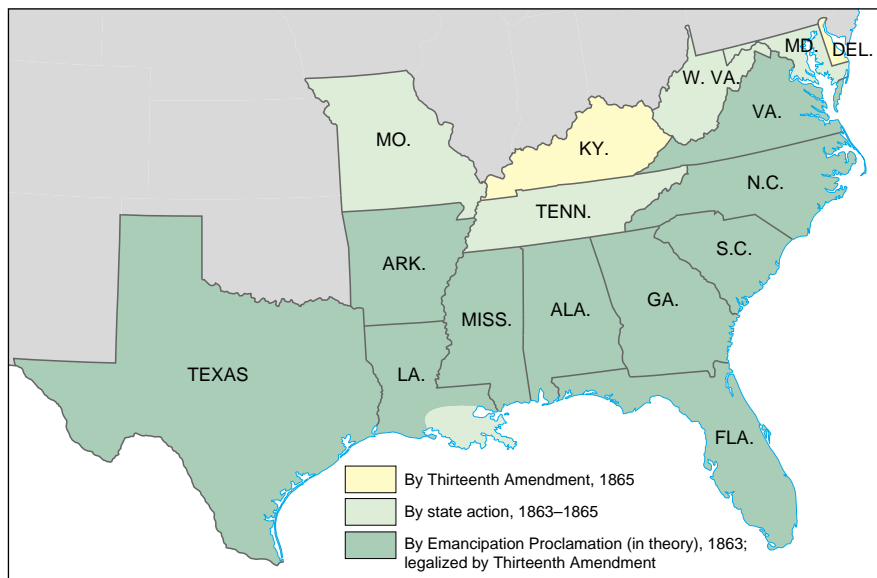 MD.
DEL.
W. VA.
VA.
MO.
KY.
N.C.
TENN.
S.C.
ARK.
GA.
MISS.
ALA.
TEXAS
LA.
FLA.
By Thirteenth Amendment, 1865
By state action, 1863–1865
By Emancipation Proclamation (in theory), 1863;
legalized by Thirteenth Amendment